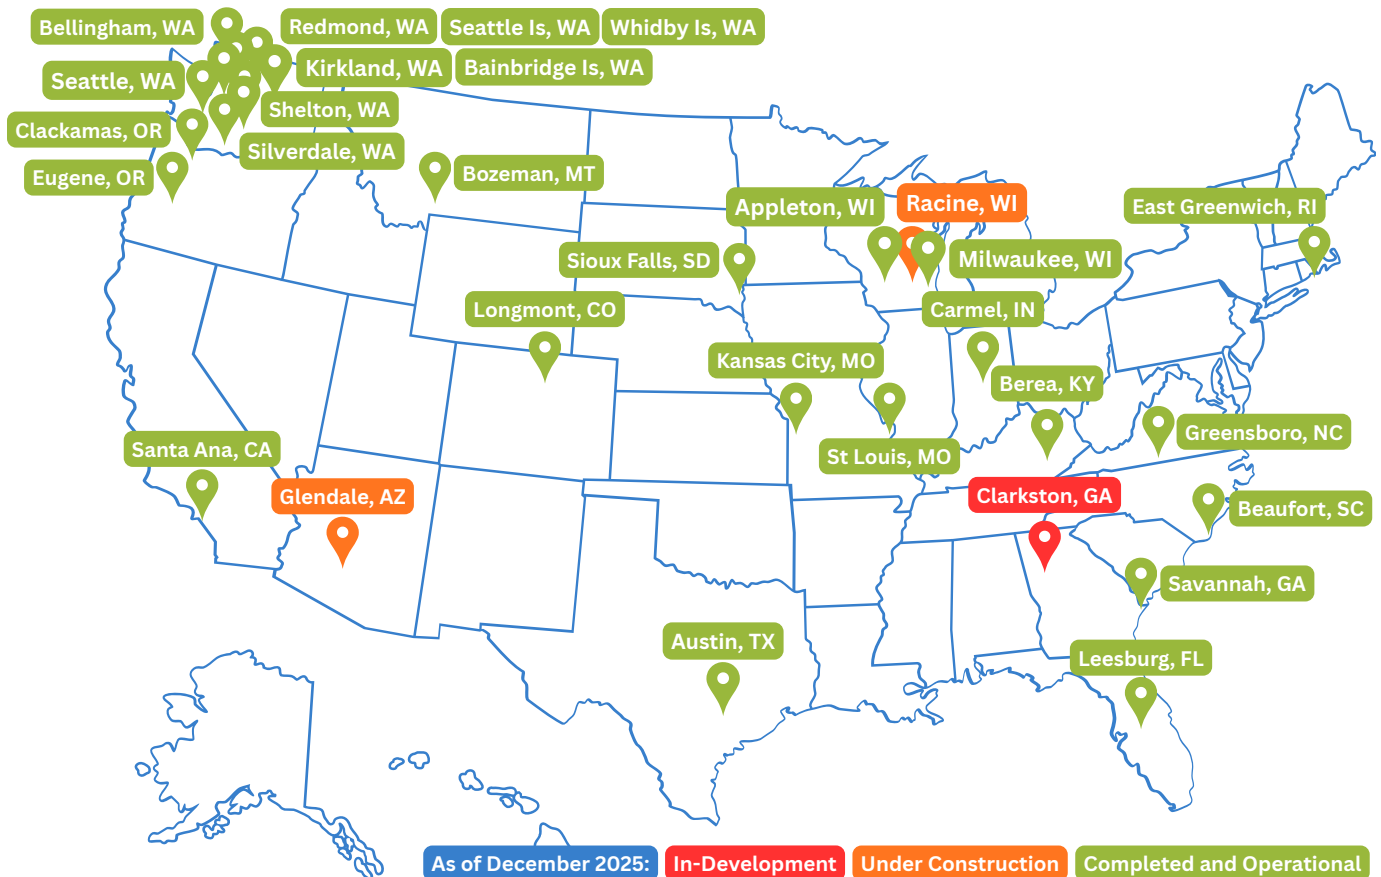 Bellingham, WA
Redmond, WA
Seattle Is, WA
Whidby Is, WA
Seattle, WA
Kirkland, WA
Bainbridge Is, WA
Shelton, WA
Clackamas, OR
Silverdale, WA
Eugene, OR
Bozeman, MT
Appleton, WI
Racine, WI
East Greenwich, RI
Sioux Falls, SD
Milwaukee, WI
Longmont, CO
Carmel, IN
Kansas City, MO
Berea, KY
Santa Ana, CA
St Louis, MO
Greensboro, NC
Glendale, AZ
Clarkston, GA
Beaufort, SC
Savannah, GA
Austin, TX
Leesburg, FL
As of December 2025:
In-Development
Under Construction
Completed and Operational